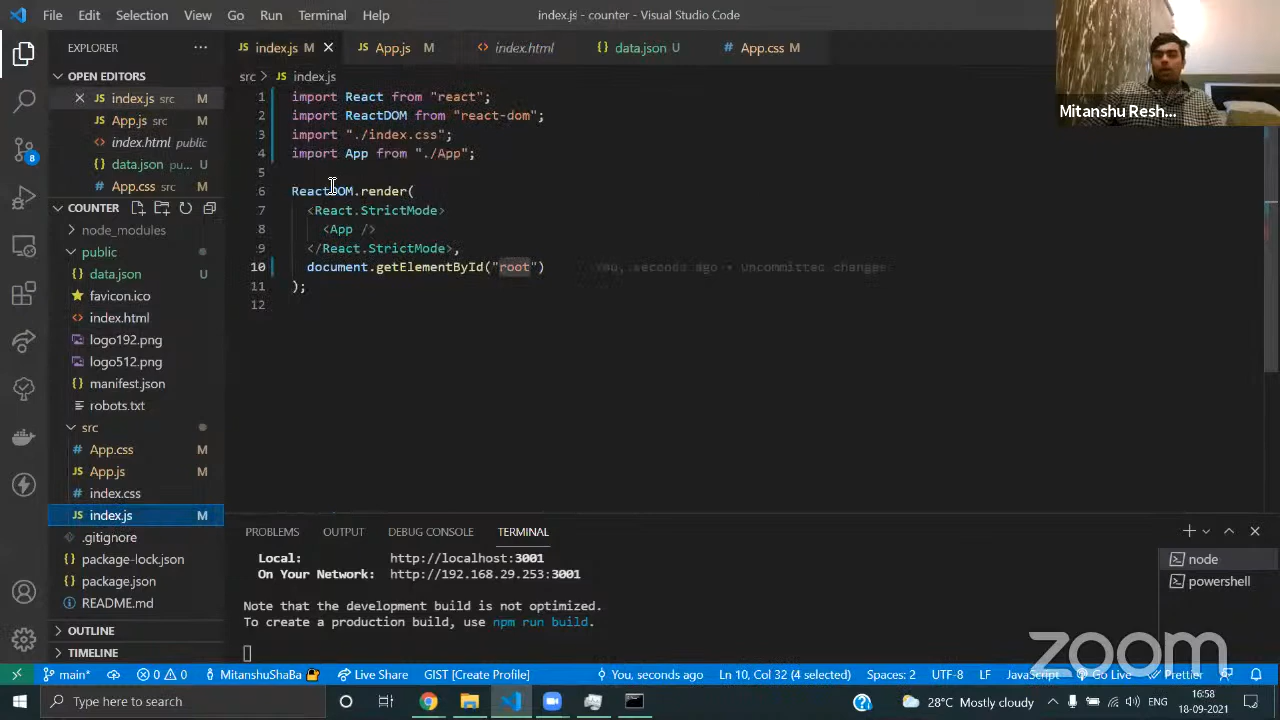 File Edit Selection View Go Run Terminal Help
index.js - counter - Visual Studio Code
EXPLORER
OPEN EDITORS
index.js src M
App.js src M
index.html public
data.json pu... U
App.css src M
COUNTER
node_modules
public
data.json U
favicon.ico
index.html
logo192.png
logo512.png
manifest.json
robots.txt
src
App.css M
App.js M
index.css
index.js M
.gitignore
package-lock.json
package.json
README.md
OUTLINE
TIMELINE
8
index.js M App.js M index.html data.json U App.css M
src > index.js
1 import React from "react";
2 import ReactDOM from "react-dom";
3 import "./index.css";
4 import App from "./App";
5
6 ReactDOM.render(
7 <React.StrictMode>
8 <App />
9 </React.StrictMode>,
10 document.getElementById("root") You, seconds ago • Uncommitted changes
11 );
12
Mitanshu Resh...
PROBLEMS OUTPUT DEBUG CONSOLE TERMINAL
Local: http://localhost:3001
On Your Network: http://192.168.29.253:3001
Note that the development build is not optimized.
To create a production build, use npm run build.
node
powershell
zoom
main* 0 0 MitanshuShaBa Live Share GIST [Create Profile] You, seconds ago Ln 10, Col 32 (4 selected) Spaces: 2 UTF-8 LF JavaScript Go Live Prettier
Type here to search
28°C Mostly cloudy
ENG
16:58
18-09-2021